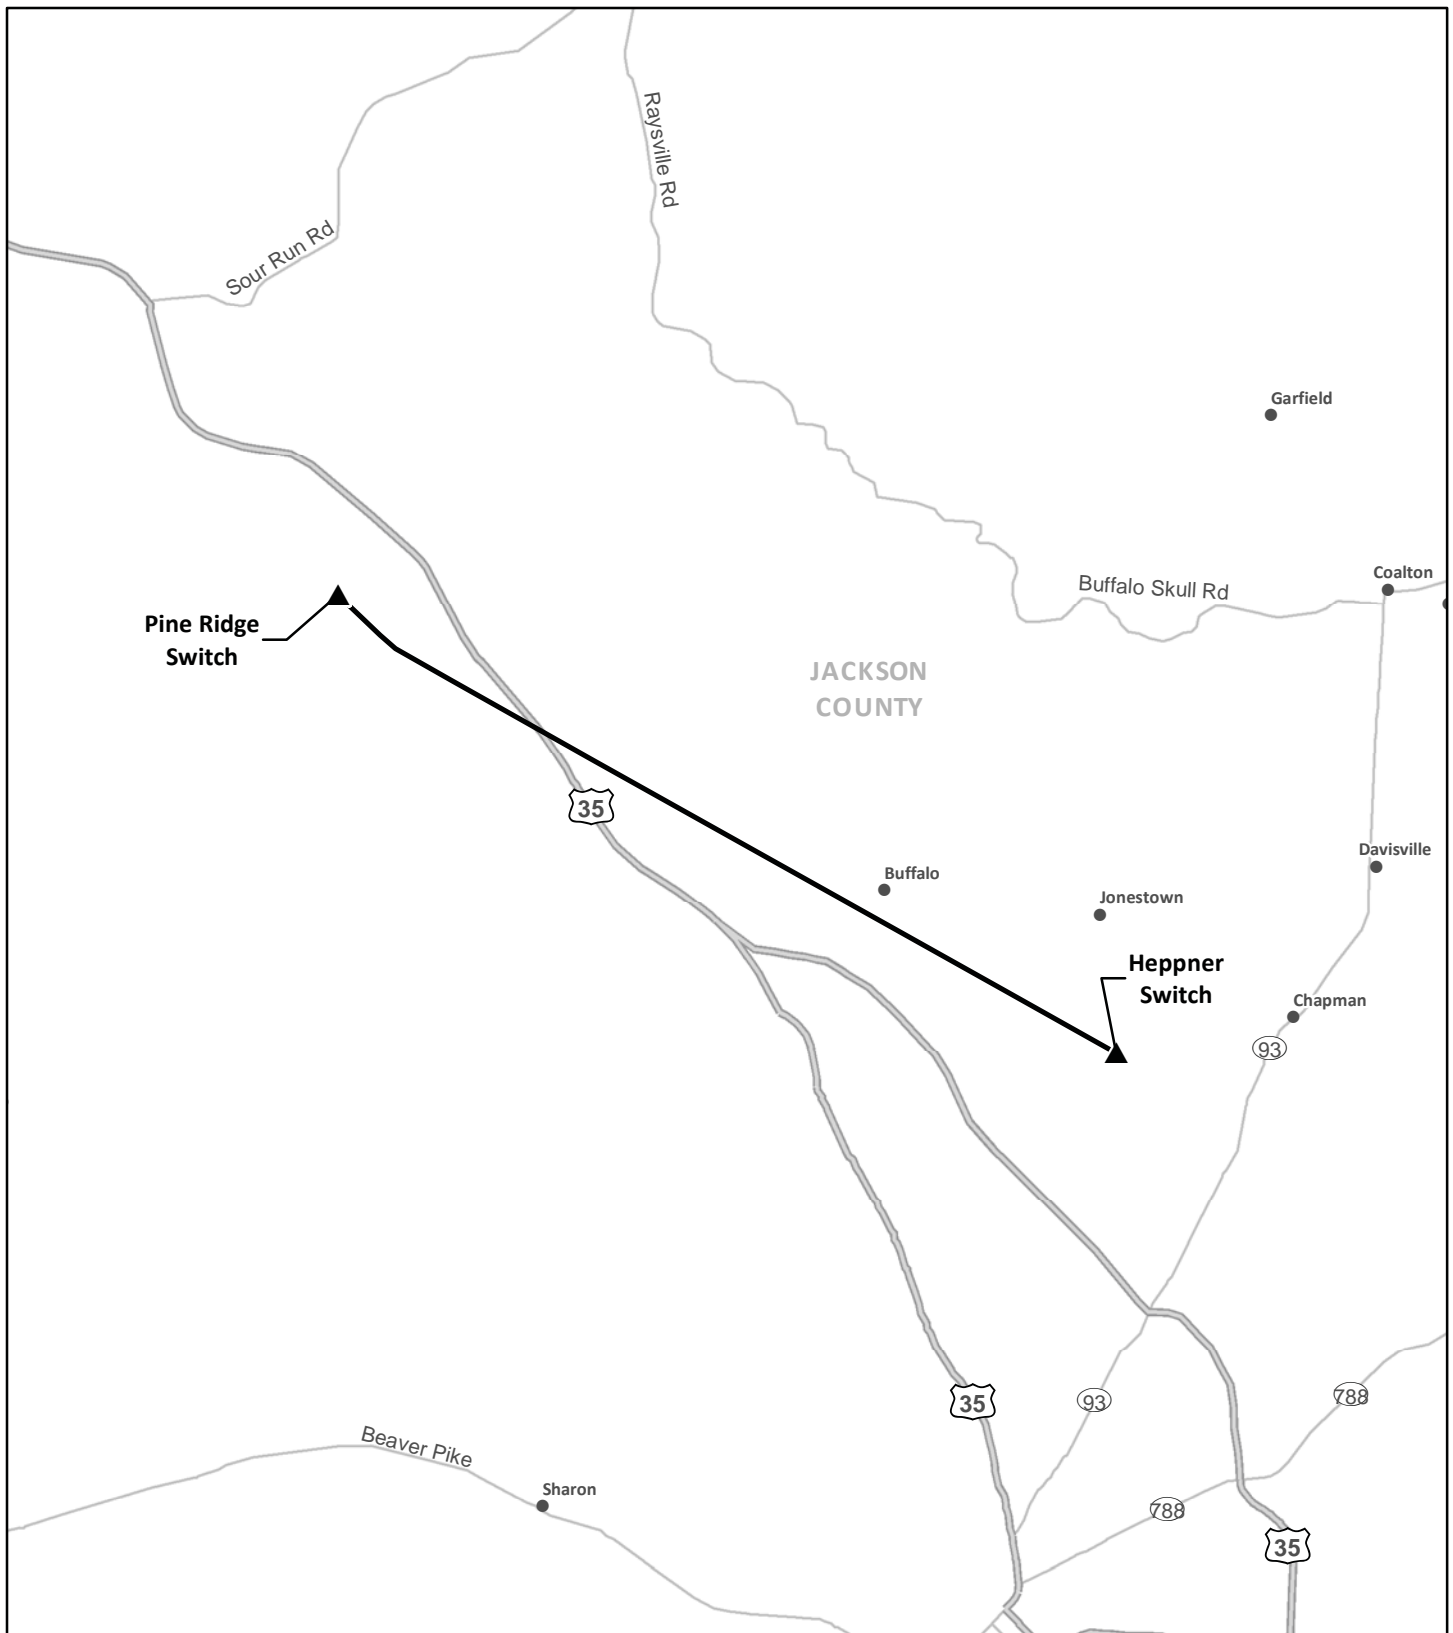 Raysville Rd
Sour Run Rd
Garfield
Coalton
Buffalo Skull Rd
Pine Ridge
Switch
JACKSON
COUNTY
35
Davisville
Buffalo
Jonestown
Heppner
Switch
Chapman
93
788
35
93
Beaver Pike
Sharon
788
35